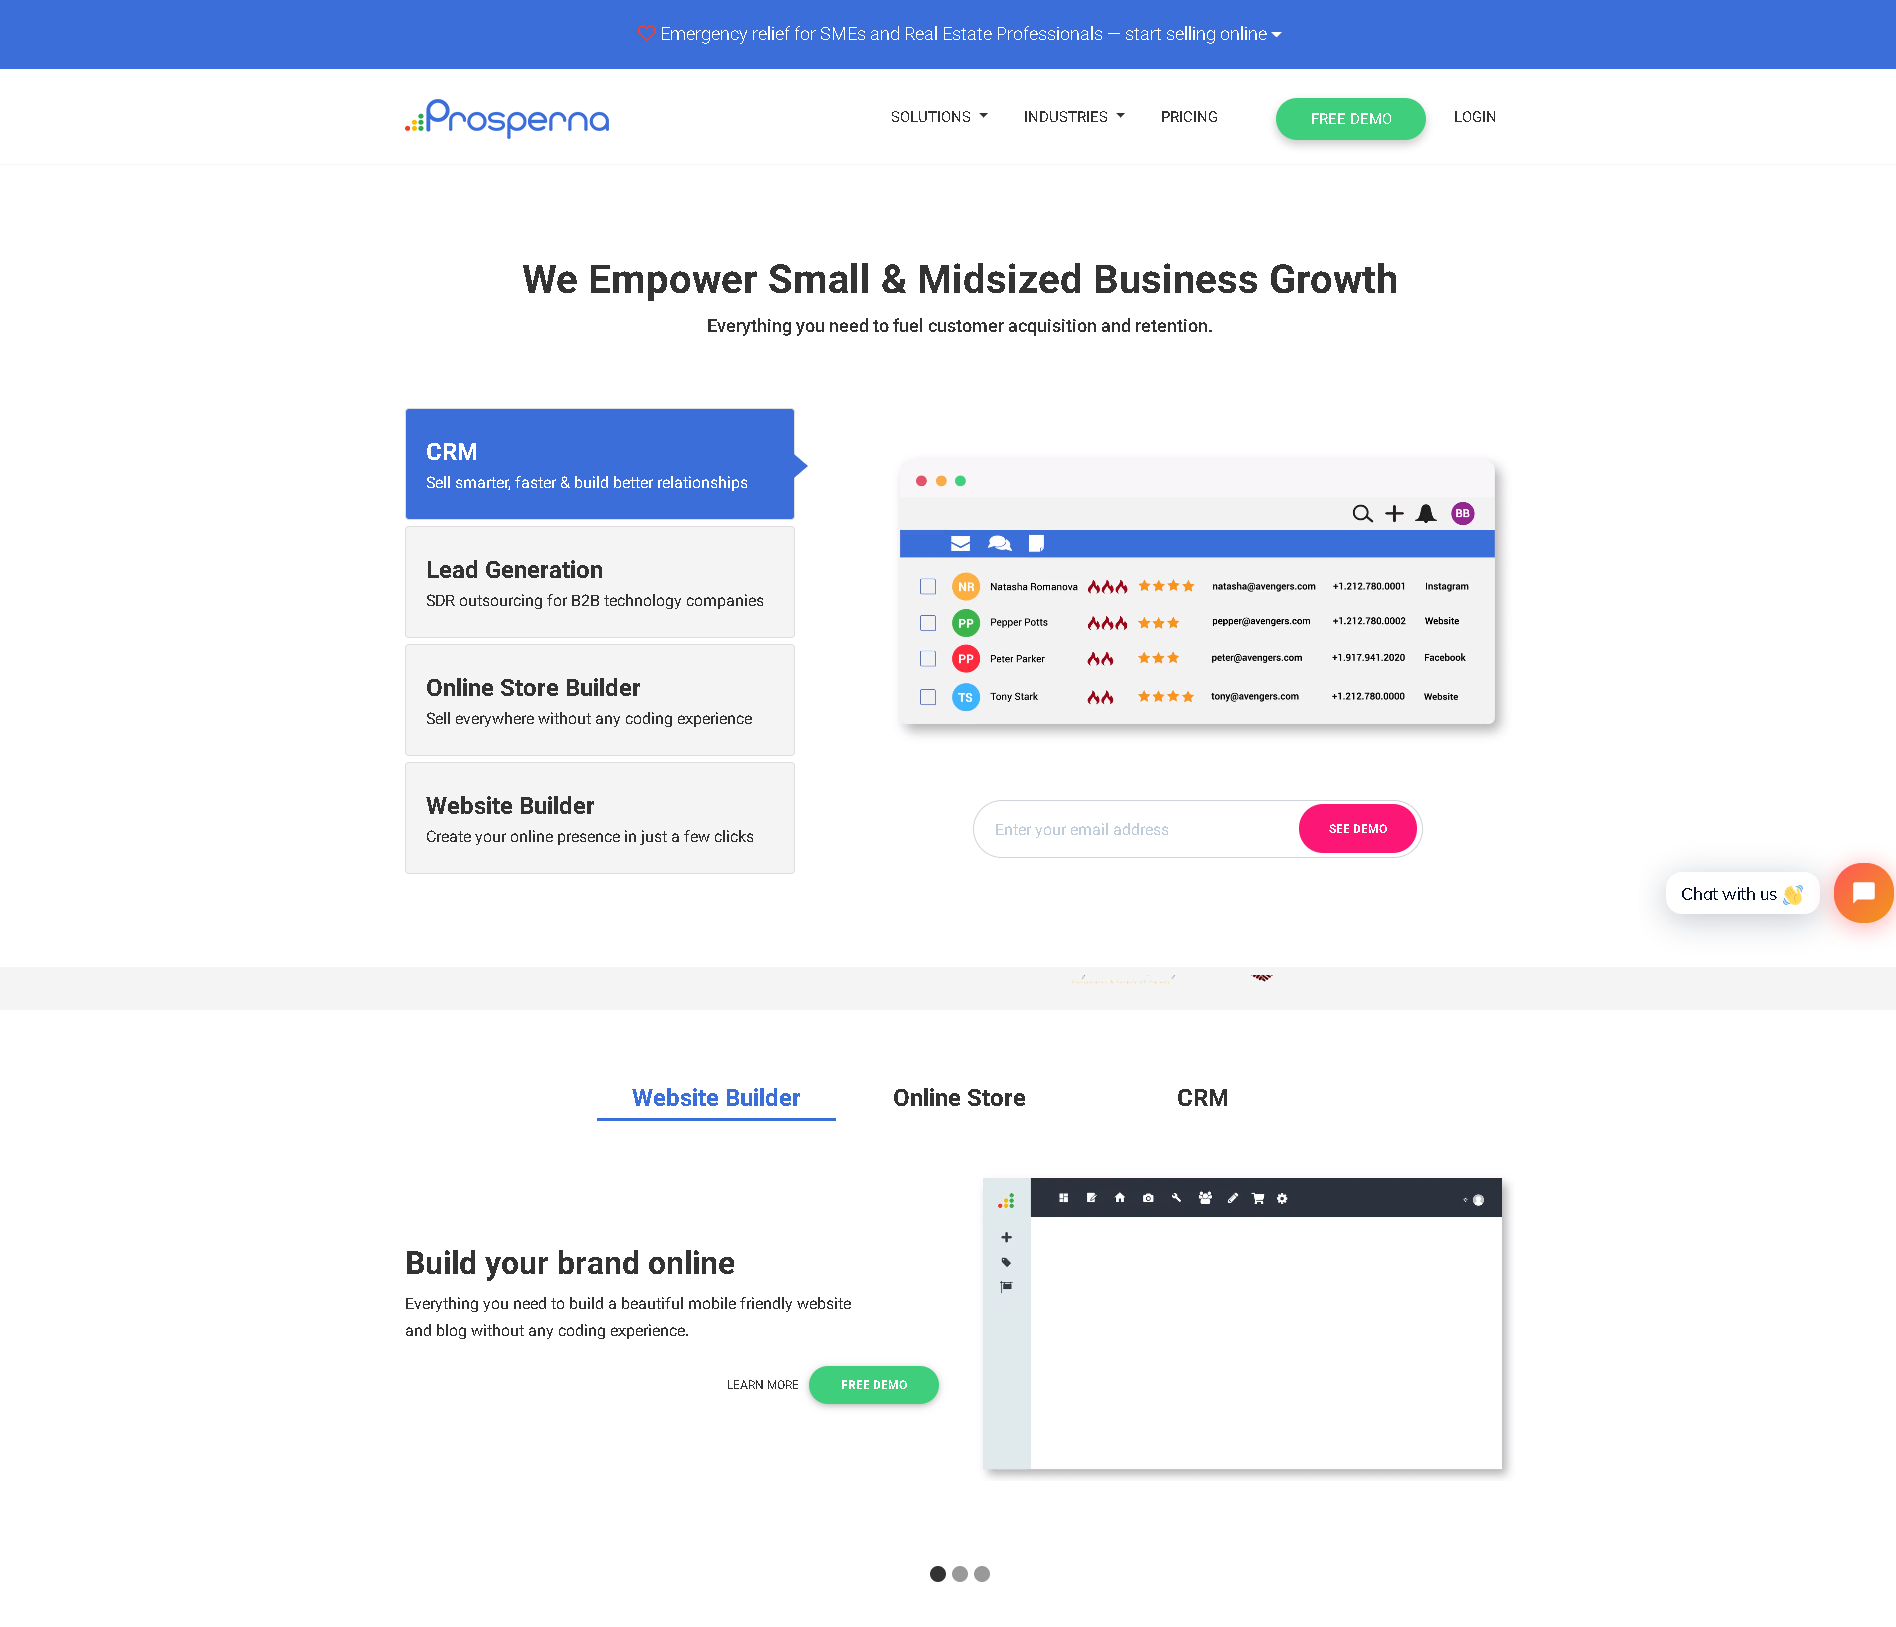 Emergency relief for SMEs and Real Estate Professionals — start selling online
Prosperna
SOLUTIONS INDUSTRIES PRICING FREE DEMO LOGIN
We Empower Small & Midsized Business Growth
Everything you need to fuel customer acquisition and retention.
CRM
Sell smarter, faster & build better relationships
Lead Generation
SDR outsourcing for B2B technology companies
Online Store Builder
Sell everywhere without any coding experience
Website Builder
Create your online presence in just a few clicks
BB
NR Natasha Romanova natasha@avengers.com +1.212.780.0001 Instagram
PP Pepper Potts pepper@avengers.com +1.212.780.0002 Website
PP Peter Parker peter@avengers.com +1.917.941.2020 Facebook
TS Tony Stark tony@avengers.com +1.212.780.0000 Website
Enter your email address SEE DEMO
Chat with us 👋
Website Builder Online Store CRM
Build your brand online
Everything you need to build a beautiful mobile friendly website
and blog without any coding experience.
LEARN MORE FREE DEMO